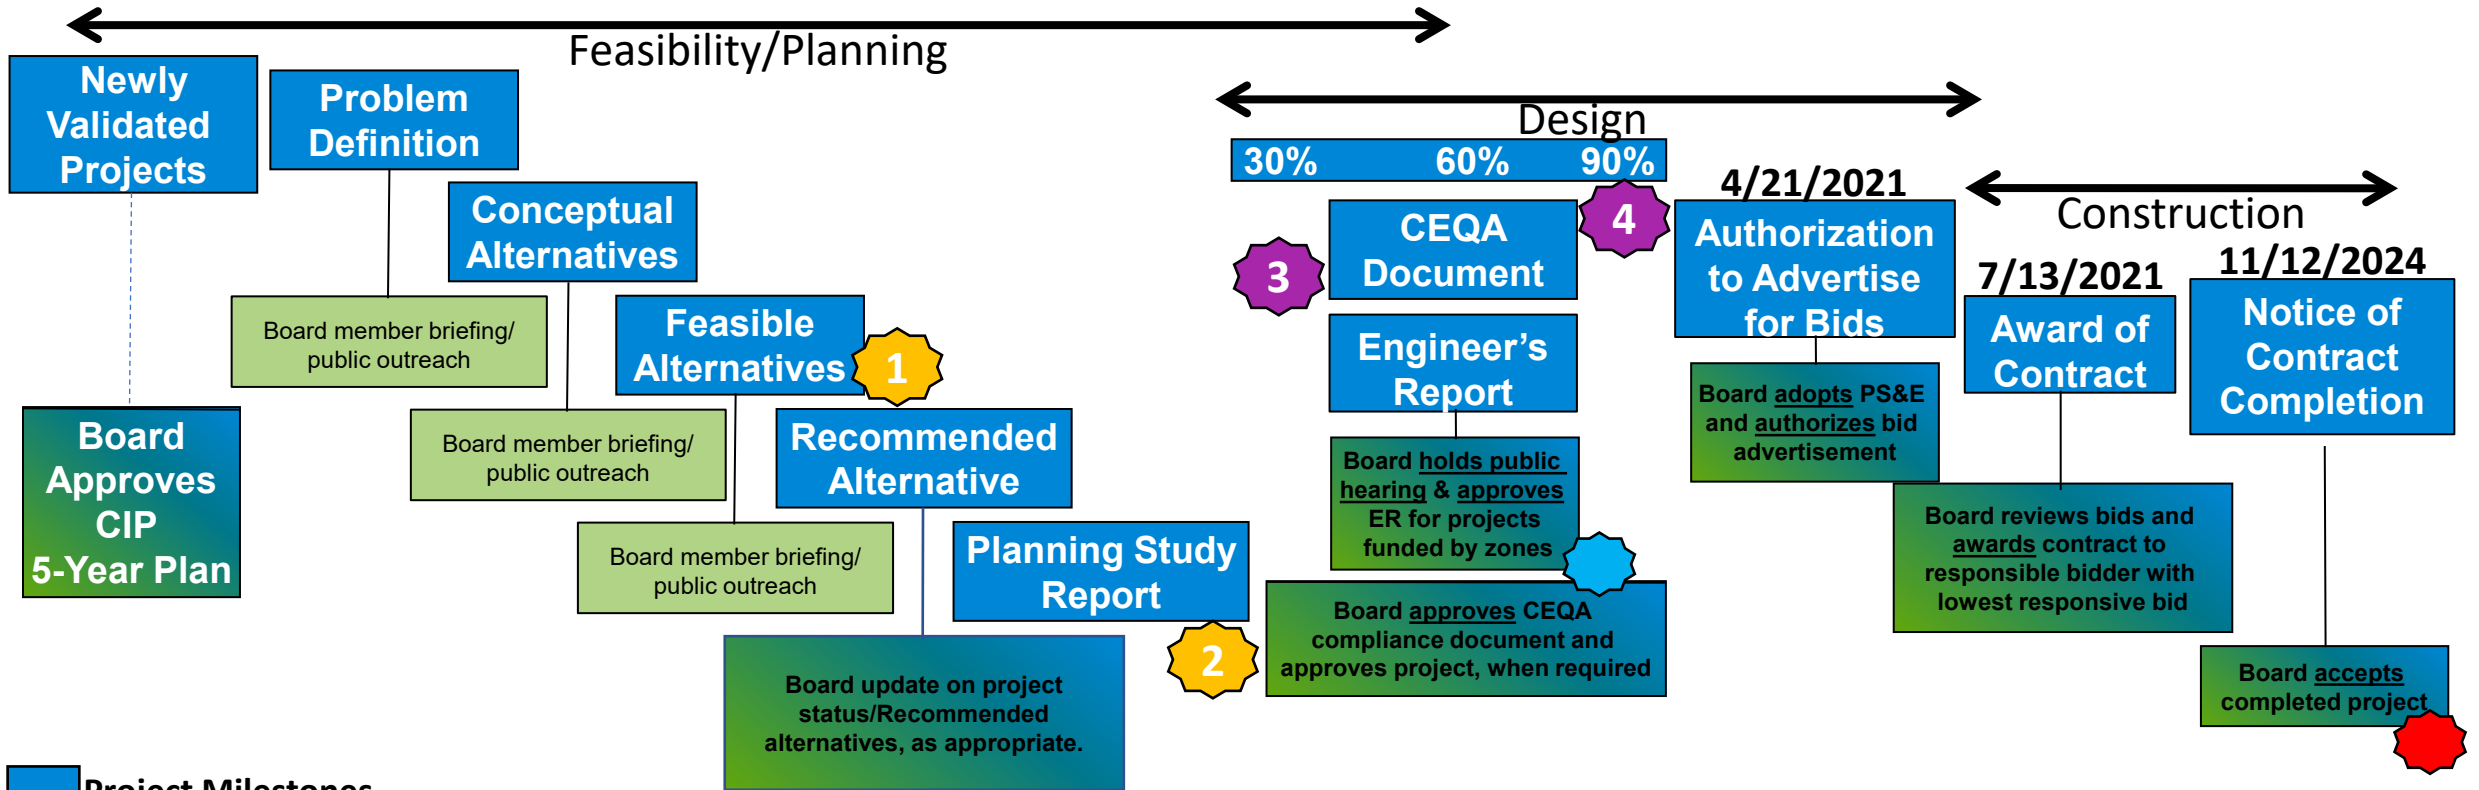 Feasibility/Planning
Newly
Validated
Projects
Problem
Definition
Conceptual
Alternatives
Feasible
Alternatives
1
Recommended
Alternative
Planning Study
Report
2
Board
Approves
CIP
5-Year Plan
Board member briefing/
public outreach
Board member briefing/
public outreach
Board member briefing/
public outreach
Board update on project
status/Recommended
alternatives, as appropriate.
Design
30% 60% 90%
3
4
CEQA
Document
Engineer's
Report
Board holds public
hearing & approves
ER for projects
funded by zones
Board approves CEQA
compliance document and
approves project, when required
4/21/2021
Authorization
to Advertise
for Bids
Board adopts PS&E
and authorizes bid
advertisement
Construction
7/13/2021
Award of
Contract
Board reviews bids and
awards contract to
responsible bidder with
lowest responsive bid
11/12/2024
Notice of
Contract
Completion
Board accepts
completed project
Project Milestones